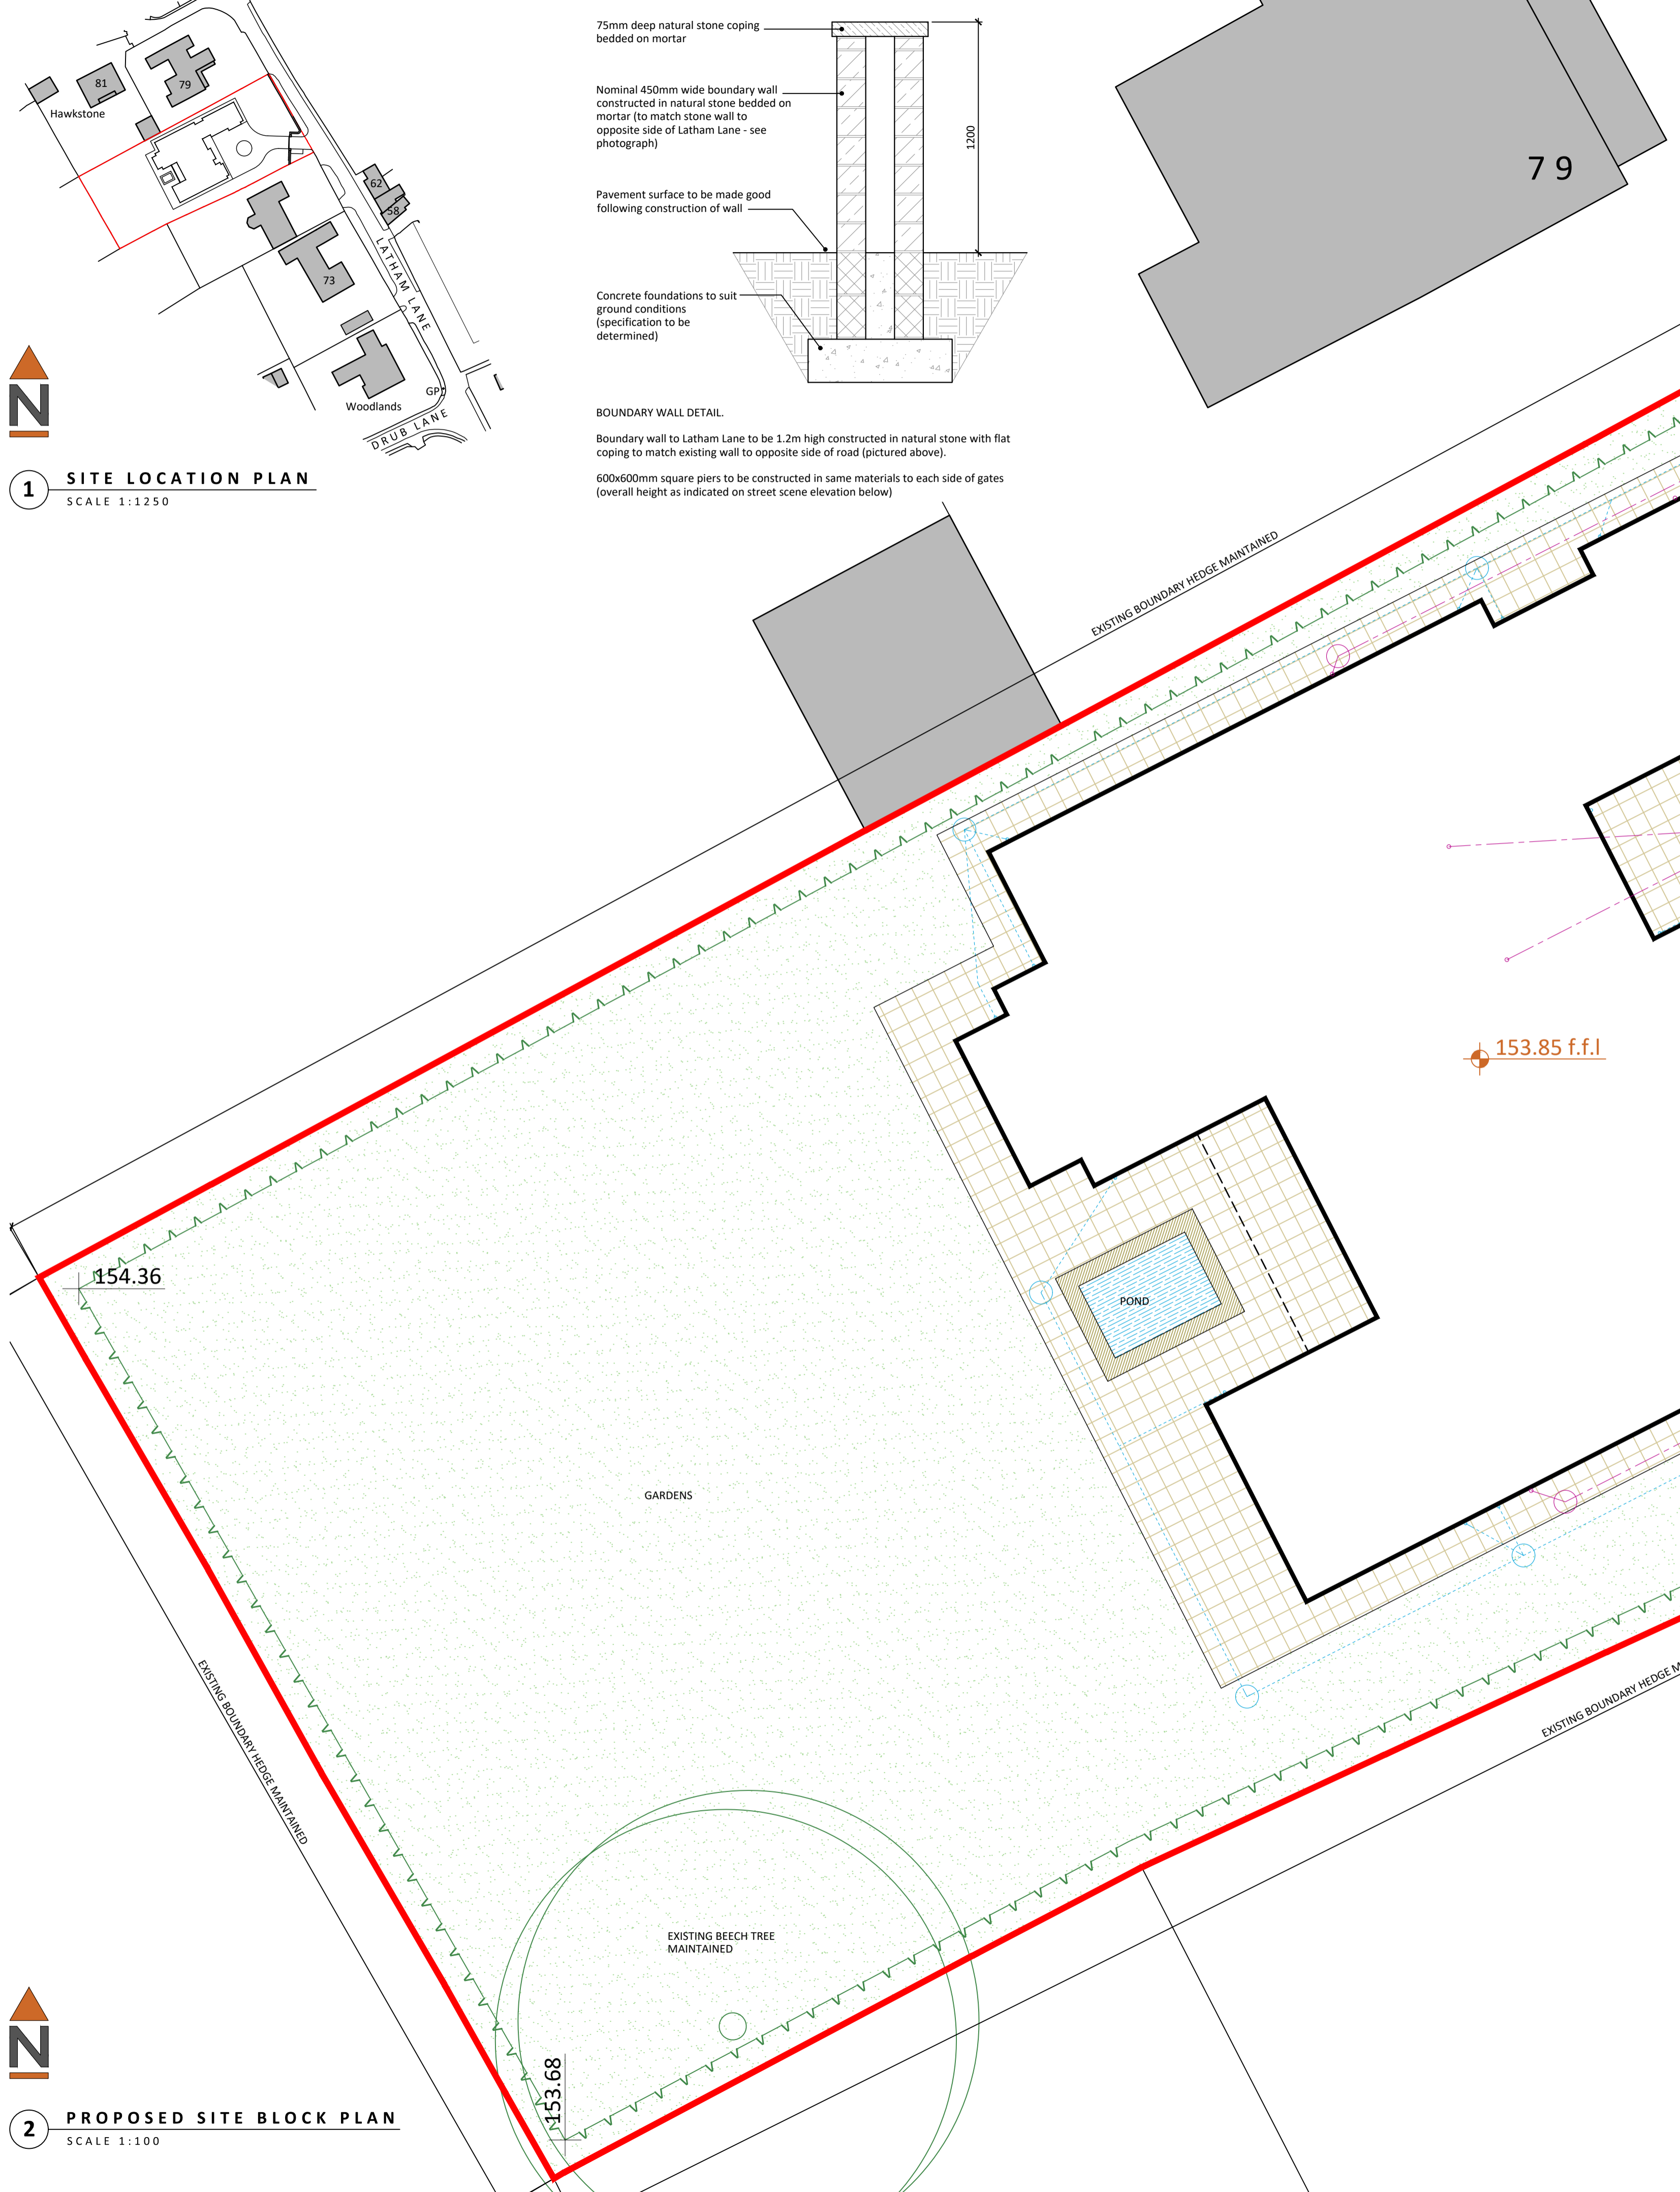 81
79
Hawkstone
62
58
LATHAM LANE
73
Woodlands
GP
DRUB LANE
N
1
SITE LOCATION PLAN
SCALE 1:1250
75mm deep natural stone coping
bedded on mortar
Nominal 450mm wide boundary wall
constructed in natural stone bedded on
mortar (to match stone wall to
opposite side of Latham Lane - see
photograph)
1200
Pavement surface to be made good
following construction of wall
Concrete foundations to suit
ground conditions
(specification to be
determined)
BOUNDARY WALL DETAIL.
Boundary wall to Latham Lane to be 1.2m high constructed in natural stone with flat
coping to match existing wall to opposite side of road (pictured above).
600x600mm square piers to be constructed in same materials to each side of gates
(overall height as indicated on street scene elevation below)
79
EXISTING BOUNDARY HEDGE MAINTAINED
153.85 f.f.l
154.36
POND
GARDENS
EXISTING BOUNDARY HEDGE MAINTAINED
EXISTING BOUNDARY HEDGE
EXISTING BEECH TREE
MAINTAINED
153.68
N
2
PROPOSED SITE BLOCK PLAN
SCALE 1:100